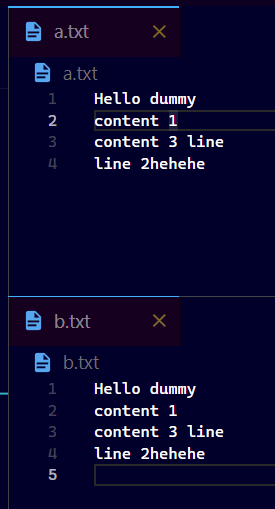 a.txt
a.txt
1 Hello dummy
2 content 1
3 content 3 line
4 line 2hehehe
b.txt
b.txt
1 Hello dummy
2 content 1
3 content 3 line
4 line 2hehehe
5